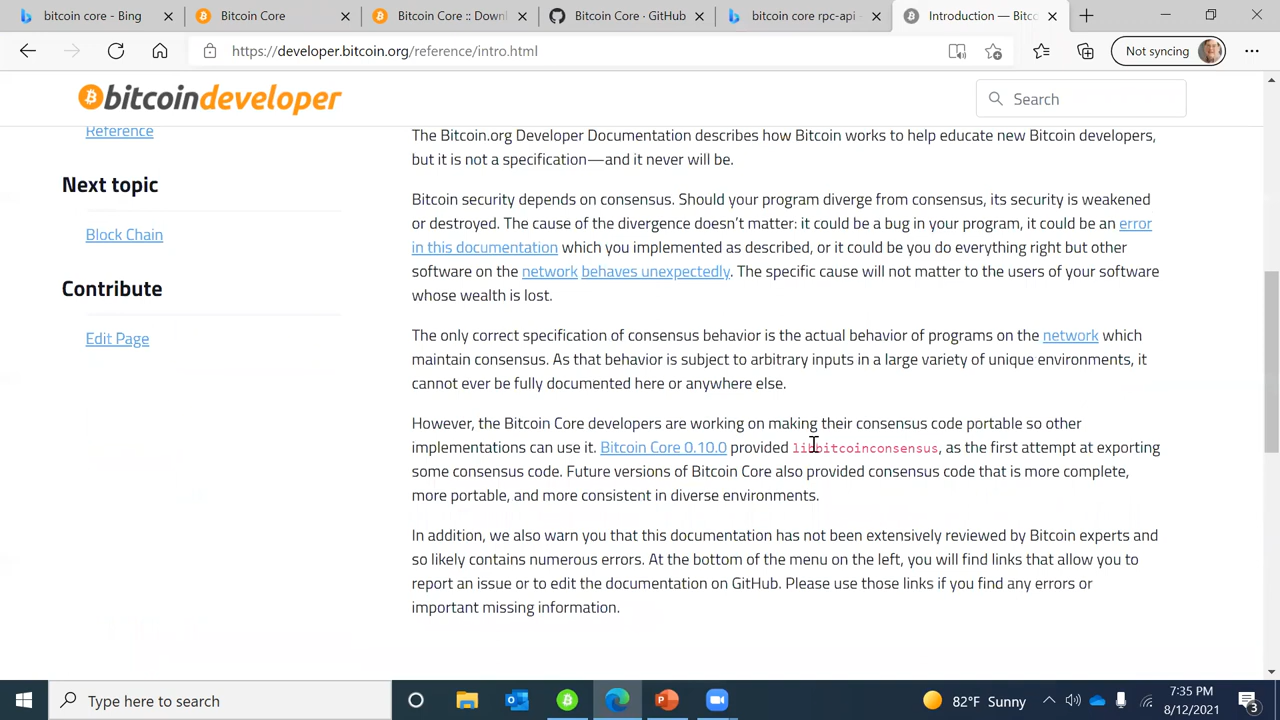 bitcoin core - Bing
Bitcoin Core
Bitcoin Core :: Downl
Bitcoin Core · GitHub
bitcoin core rpc-api -
Introduction — Bitco
https://developer.bitcoin.org/reference/intro.html
Not syncing
bitcoindeveloper
Search
Reference
Next topic
Block Chain
Contribute
Edit Page
The Bitcoin.org Developer Documentation describes how Bitcoin works to help educate new Bitcoin developers,
but it is not a specification—and it never will be.
Bitcoin security depends on consensus. Should your program diverge from consensus, its security is weakened
or destroyed. The cause of the divergence doesn’t matter: it could be a bug in your program, it could be an error
in this documentation which you implemented as described, or it could be you do everything right but other
software on the network behaves unexpectedly. The specific cause will not matter to the users of your software
whose wealth is lost.
The only correct specification of consensus behavior is the actual behavior of programs on the network which
maintain consensus. As that behavior is subject to arbitrary inputs in a large variety of unique environments, it
cannot ever be fully documented here or anywhere else.
However, the Bitcoin Core developers are working on making their consensus code portable so other
implementations can use it. Bitcoin Core 0.10.0 provided libbitcoinconsensus, as the first attempt at exporting
some consensus code. Future versions of Bitcoin Core also provided consensus code that is more complete,
more portable, and more consistent in diverse environments.
In addition, we also warn you that this documentation has not been extensively reviewed by Bitcoin experts and
so likely contains numerous errors. At the bottom of the menu on the left, you will find links that allow you to
report an issue or to edit the documentation on GitHub. Please use those links if you find any errors or
important missing information.
Type here to search
82°F Sunny
7:35 PM
8/12/2021
3